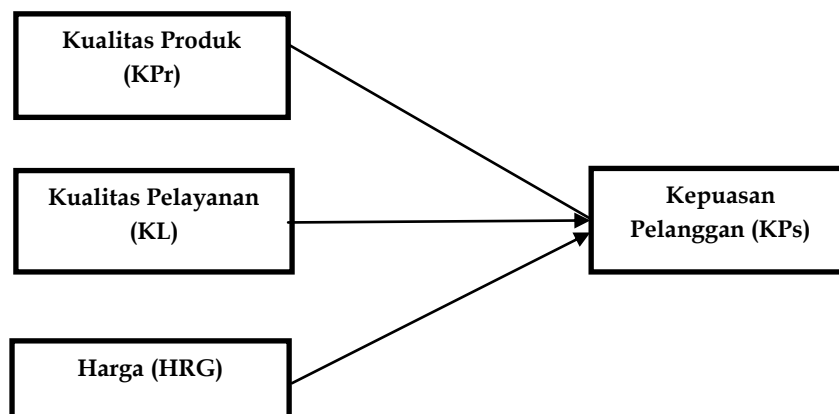 Kualitas Produk
(KPr)
Kualitas Pelayanan
(KL)
Kepuasan
Pelanggan (KPs)
Harga (HRG)